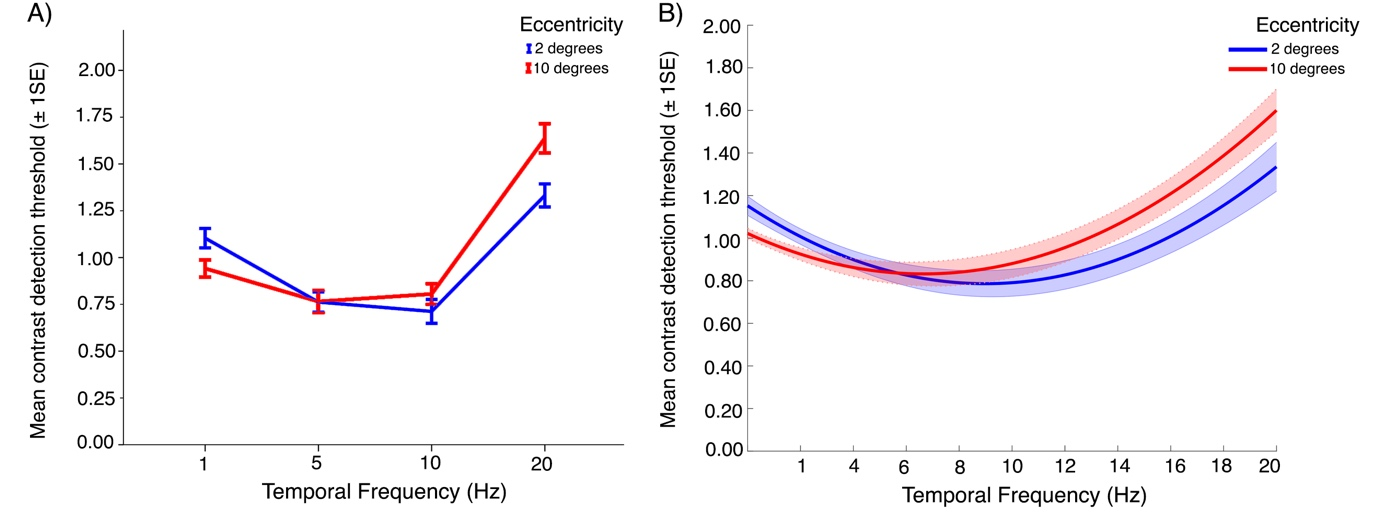 A)
Eccentricity
2 degrees
10 degrees
Mean contrast detection threshold (± 1SE)
2.00
1.75
1.50
1.25
1.00
0.75
0.50
0.25
0.00
1 5 10 20
Temporal Frequency (Hz)
B)
Eccentricity
2 degrees
10 degrees
Mean contrast detection threshold (± 1SE)
2.00
1.80
1.60
1.40
1.20
1.00
0.80
0.60
0.40
0.20
0.00
1 4 6 8 10 12 14 16 18 20
Temporal Frequency (Hz)